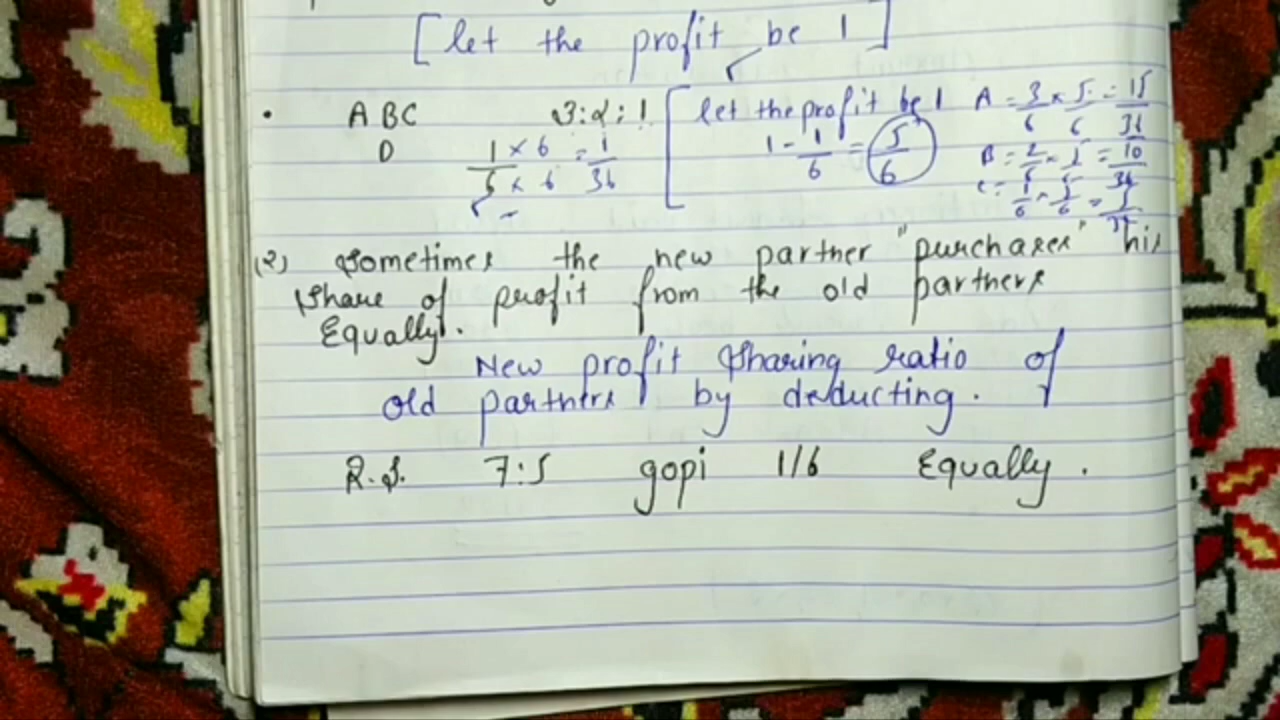 [let the profit be 1]
• A B C 3:2:1 [let the profit be 1 A = 3/6 × 5/6 = 15/36
D 1/6 × 6/6 = 1/36 1 - 1/6 = 5/6 B = 2/6 × 5/6 = 10/36
C = 1/6 × 5/6 = 5/36
(2) Sometimes the new partner "purchases" his
share of profit from the old partners
Equally.
New profit sharing ratio of
old partners by deducting.
R.S. 7:5 gopi 1/6 Equally.